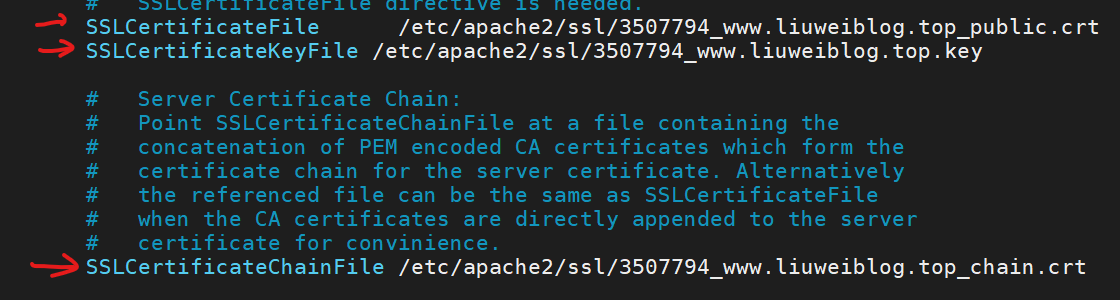 #   SSLCertificateFile directive is needed.
SSLCertificateFile      /etc/apache2/ssl/3507794_www.liuweiblog.top_public.crt
SSLCertificateKeyFile /etc/apache2/ssl/3507794_www.liuweiblog.top.key
#   Server Certificate Chain:
#   Point SSLCertificateChainFile at a file containing the
#   concatenation of PEM encoded CA certificates which form the
#   certificate chain for the server certificate. Alternatively
#   the referenced file can be the same as SSLCertificateFile
#   when the CA certificates are directly appended to the server
#   certificate for convinience.
SSLCertificateChainFile /etc/apache2/ssl/3507794_www.liuweiblog.top_chain.crt